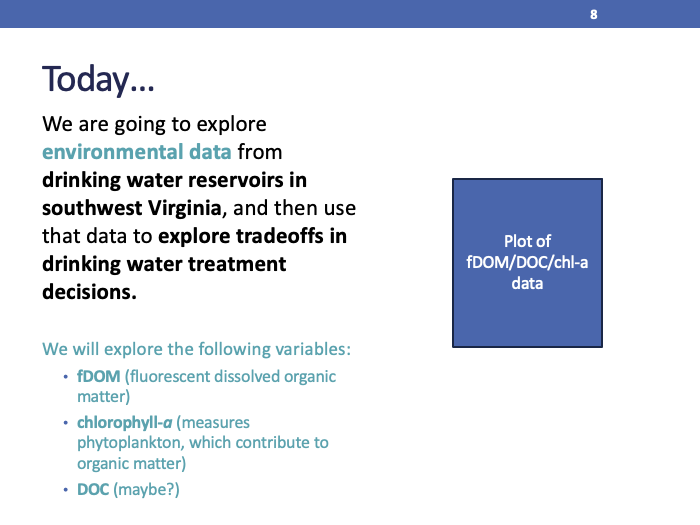 8
Today...
We are going to explore
environmental data from
drinking water reservoirs in
southwest Virginia, and then use
that data to explore tradeoffs in
drinking water treatment
decisions.
We will explore the following variables:
• fDOM (fluorescent dissolved organic
matter)
• chlorophyll-a (measures
phytoplankton, which contribute to
organic matter)
• DOC (maybe?)
Plot of
fDOM/DOC/chl-a
data